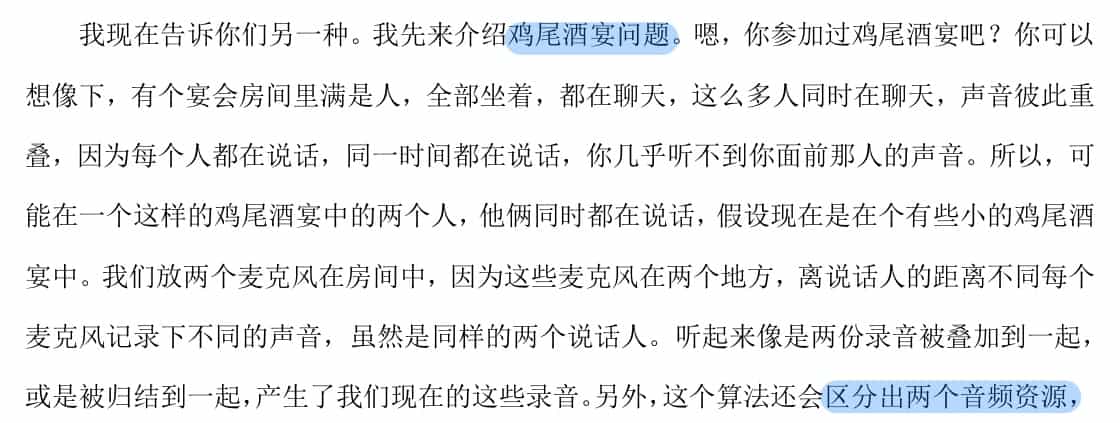 我现在告诉你们另一种。我先来介绍鸡尾酒宴问题。嗯，你参加过鸡尾酒宴吧？你可以
想像下，有个宴会房间里满是人，全部坐着，都在聊天，这么多人同时在聊天，声音彼此重
叠，因为每个人都在说话，同一时间都在说话，你几乎听不到你面前那人的声音。所以，可
能在一个这样的鸡尾酒宴中的两个人，他俩同时都在说话，假设现在是在个有些小的鸡尾酒
宴中。我们放两个麦克风在房间中，因为这些麦克风在两个地方，离说话人的距离不同每个
麦克风记录下不同的声音，虽然是同样的两个说话人。听起来像是两份录音被叠加到一起，
或是被归结到一起，产生了我们现在的这些录音。另外，这个算法还会区分出两个音频资源，